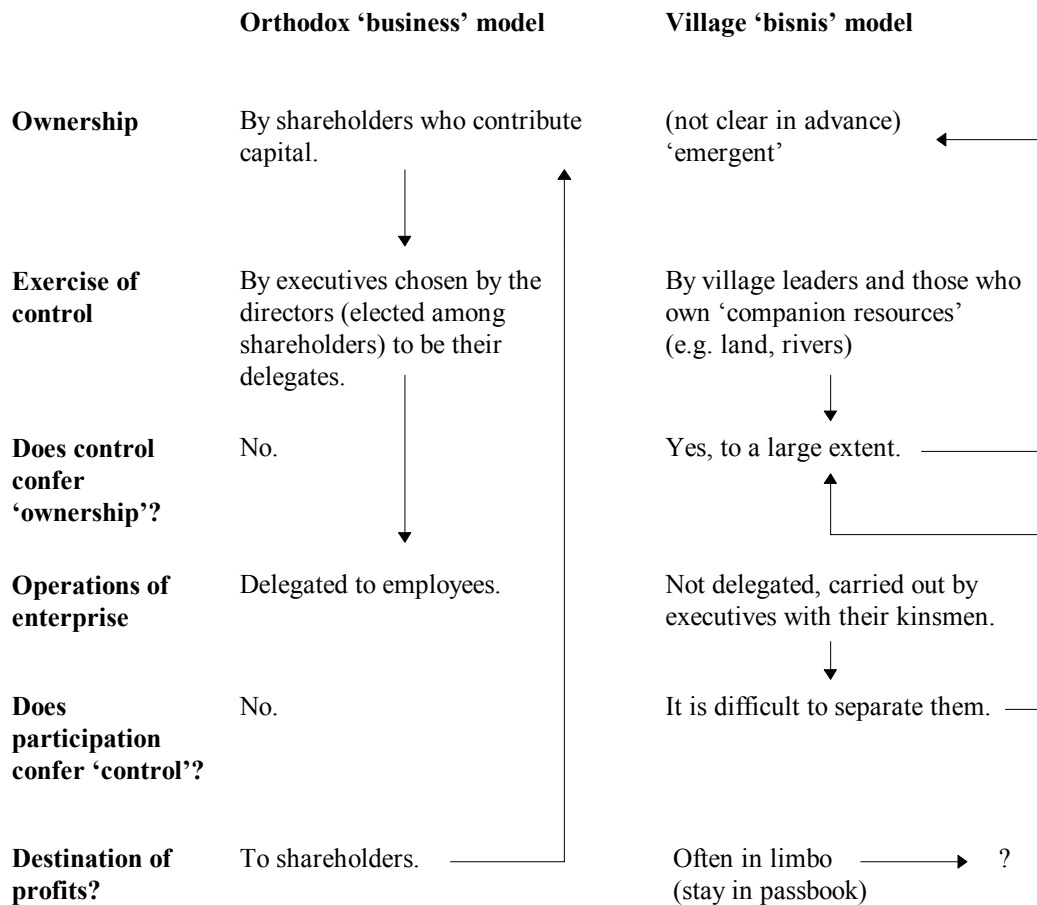 Orthodox ‘business’ model Village ‘bisnis’ model
Ownership By shareholders who contribute (not clear in advance)
capital. ‘emergent’
Exercise of By executives chosen by the By village leaders and those who
control directors (elected among own ‘companion resources’
shareholders) to be their (e.g. land, rivers)
delegates.
Does control No. Yes, to a large extent.
confer
‘ownership’?
Operations of Delegated to employees. Not delegated, carried out by
enterprise executives with their kinsmen.
Does No. It is difficult to separate them.
participation
confer ‘control’?
Destination of To shareholders. Often in limbo ?
profits? (stay in passbook)